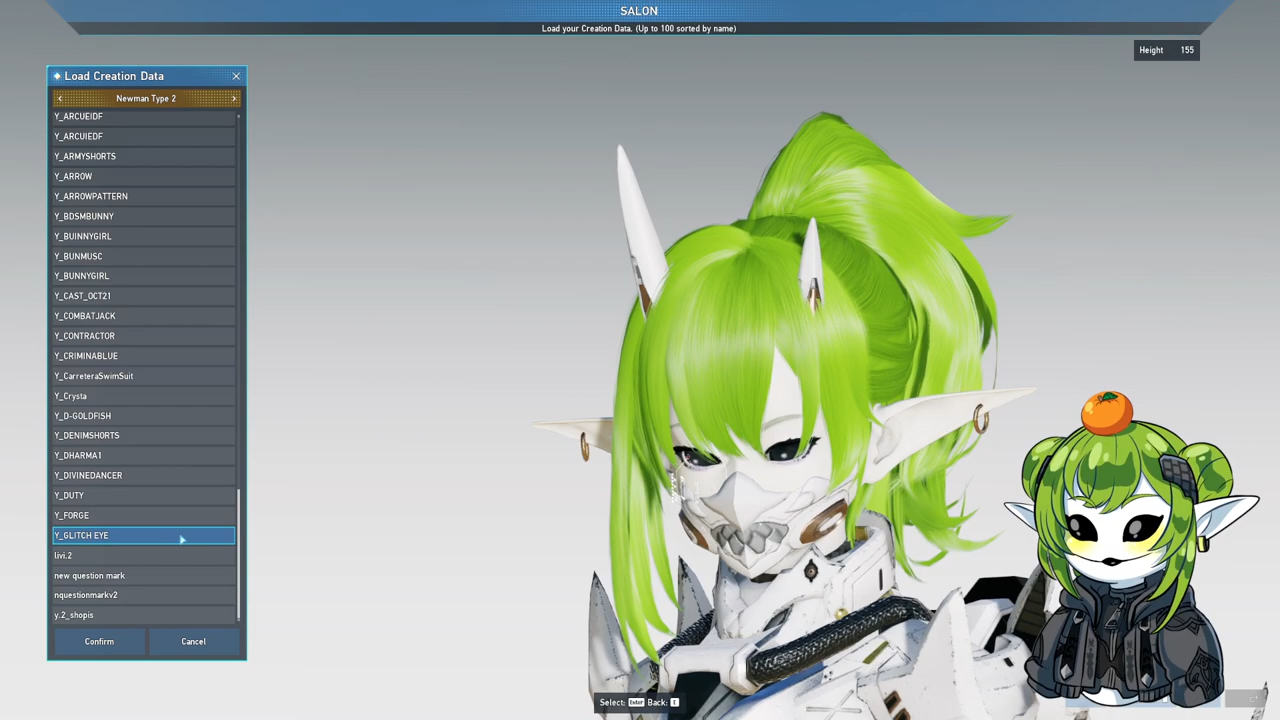 SALON
Load your Creation Data. (Up to 100 sorted by name)
Height 155
Load Creation Data
Newman Type 2
Y_ARCUEIDF
Y_ARCUIEDF
Y_ARMYSHORTS
Y_ARROW
Y_ARROWPATTERN
Y_BDSMBUNNY
Y_BUINNYGIRL
Y_BUNMUSC
Y_BUNNYGIRL
Y_CAST_OCT21
Y_COMBATJACK
Y_CONTRACTOR
Y_CRIMINABLUE
Y_CarreteraSwimSuit
Y_Crysta
Y_D-GOLDFISH
Y_DENIMSHORTS
Y_DHARMA1
Y_DIVINEDANCER
Y_DUTY
Y_FORGE
Y_GLITCH EYE
livi.2
new question mark
nquestionmarkv2
y.2_shopis
Confirm Cancel
Select: Enter Back: E